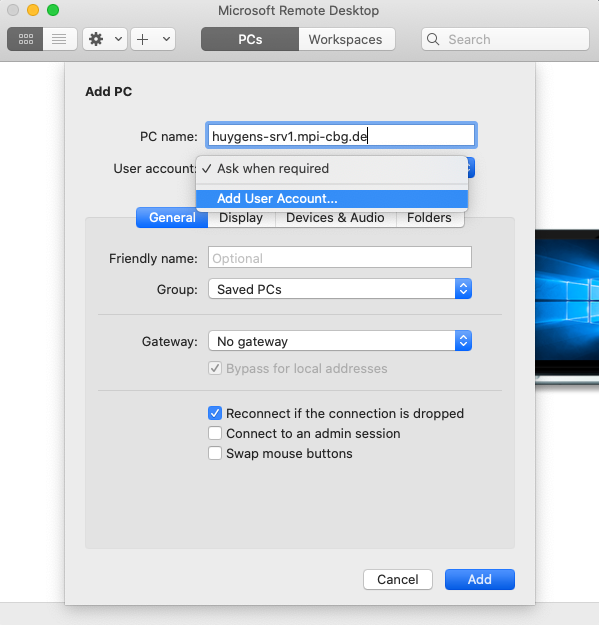 Microsoft Remote Desktop
PCs Workspaces Search
Add PC
PC name: huygens-srv1.mpi-cbg.de
User account: ✓ Ask when required
Add User Account...
General Display Devices & Audio Folders
Friendly name: Optional
Group: Saved PCs
Gateway: No gateway
Bypass for local addresses
Reconnect if the connection is dropped
Connect to an admin session
Swap mouse buttons
Cancel Add